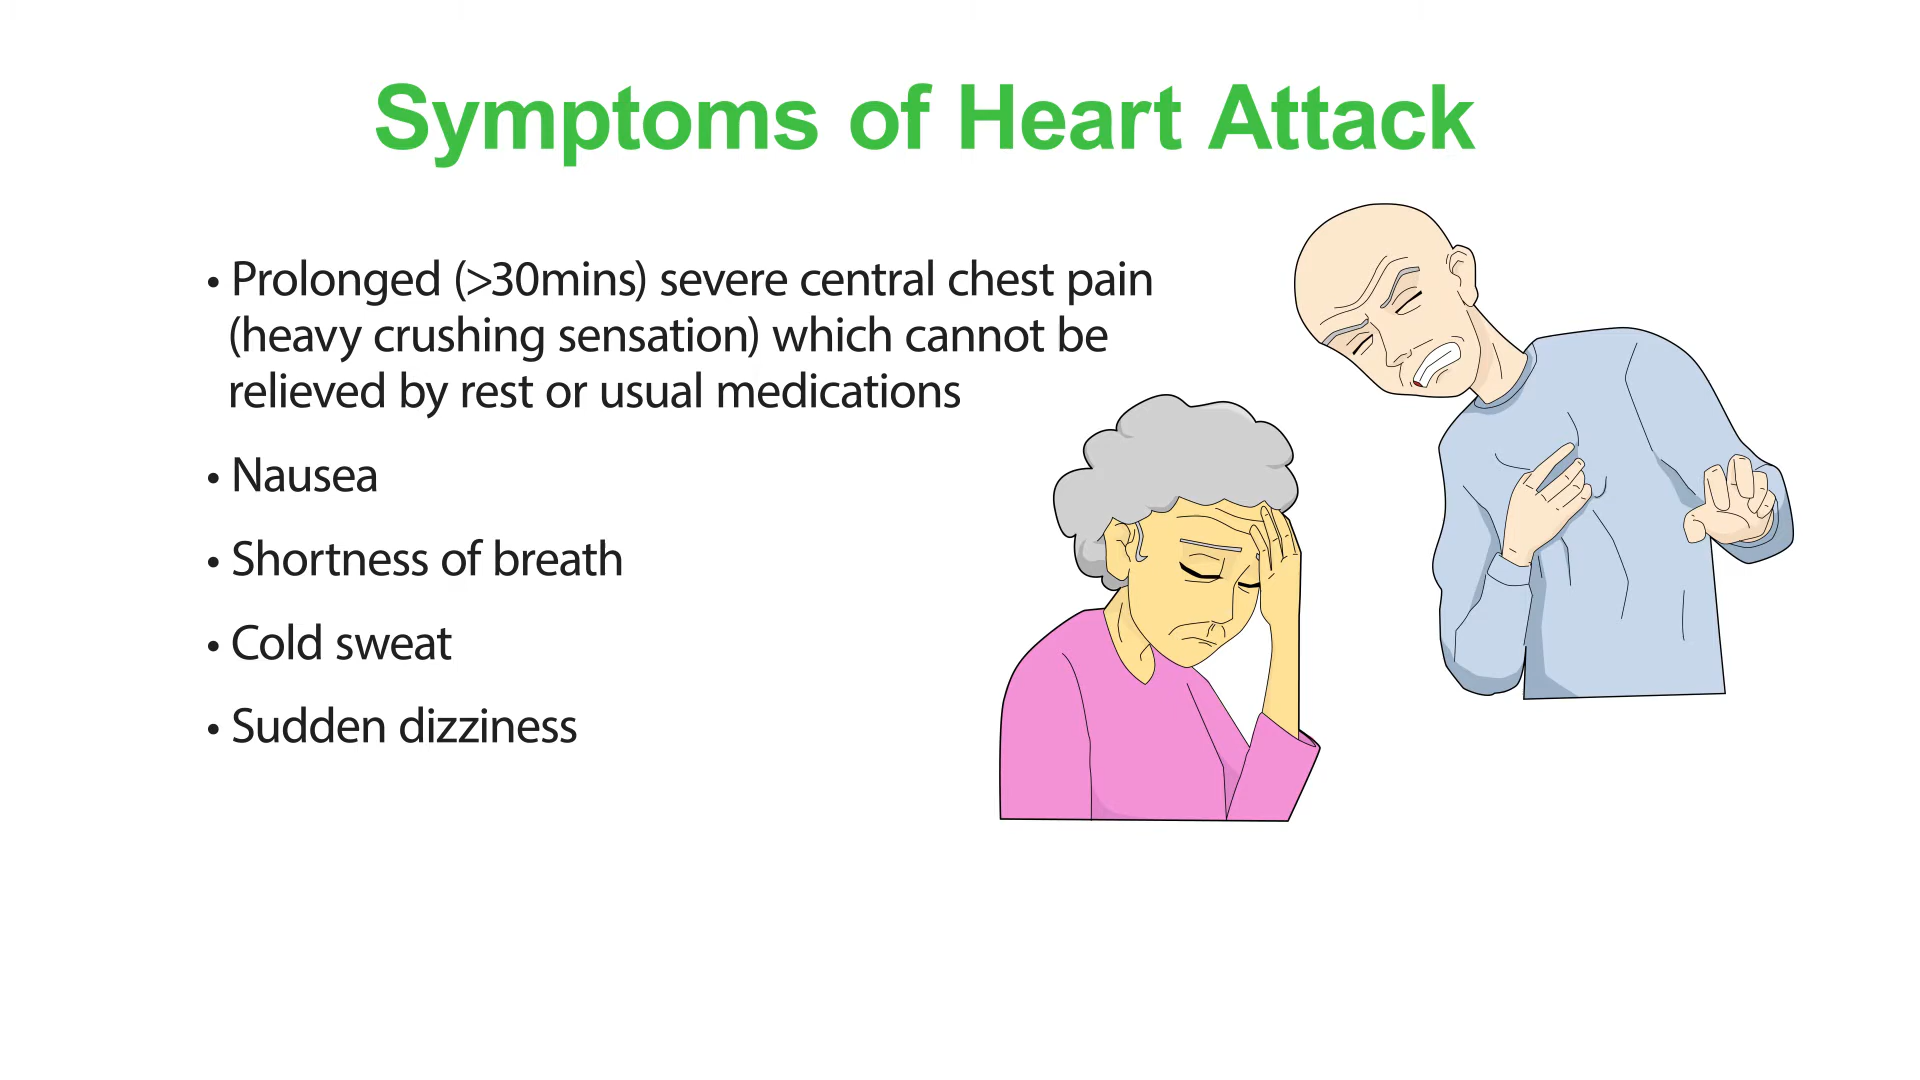 Symptoms of Heart Attack
• Prolonged (>30mins) severe central chest pain
(heavy crushing sensation) which cannot be
relieved by rest or usual medications
• Nausea
• Shortness of breath
• Cold sweat
• Sudden dizziness